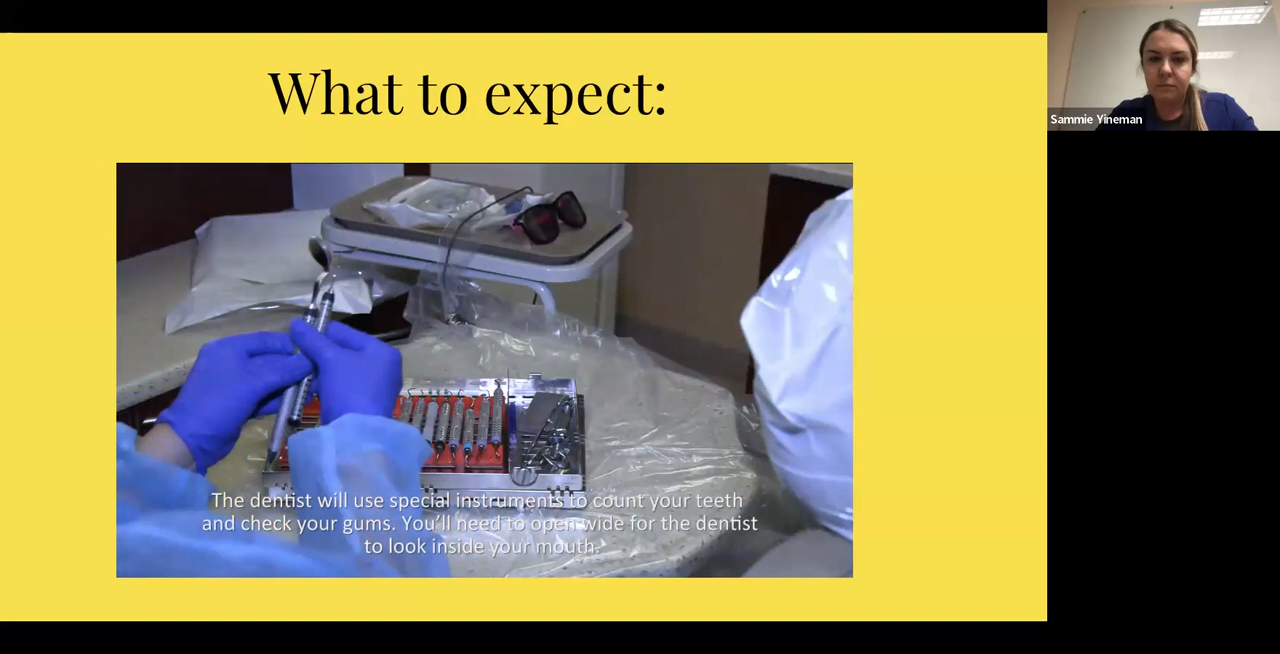 What to expect:
Sammie Yineman
The dentist will use special instruments to count your teeth
and check your gums. You'll need to open wide for the dentist
to look inside your mouth.